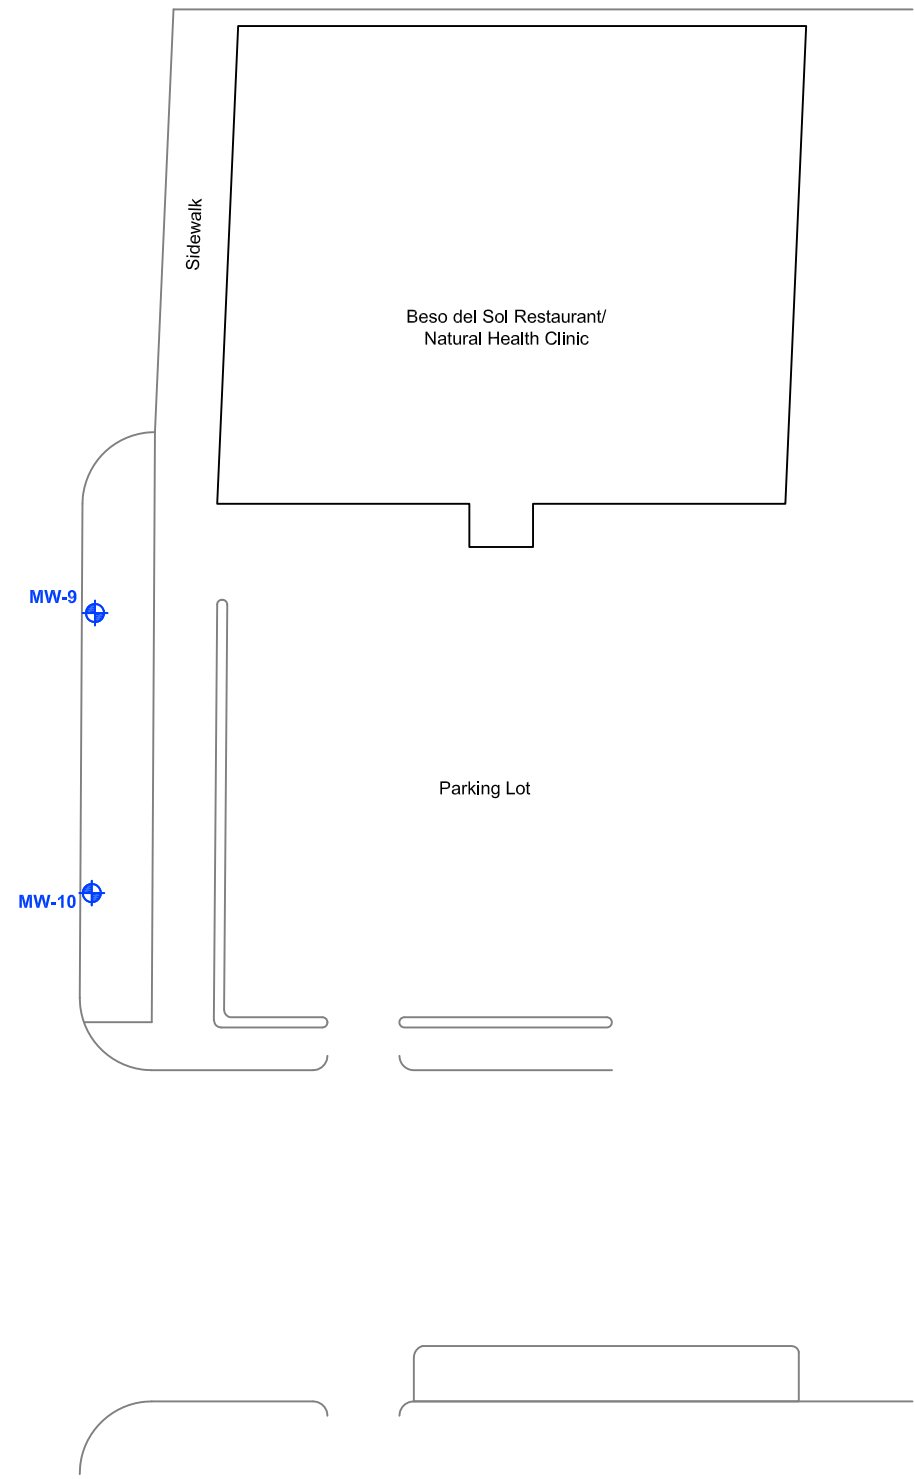 Sidewalk
Beso del Sol Restaurant/
Natural Health Clinic
MW-9
Parking Lot
MW-10